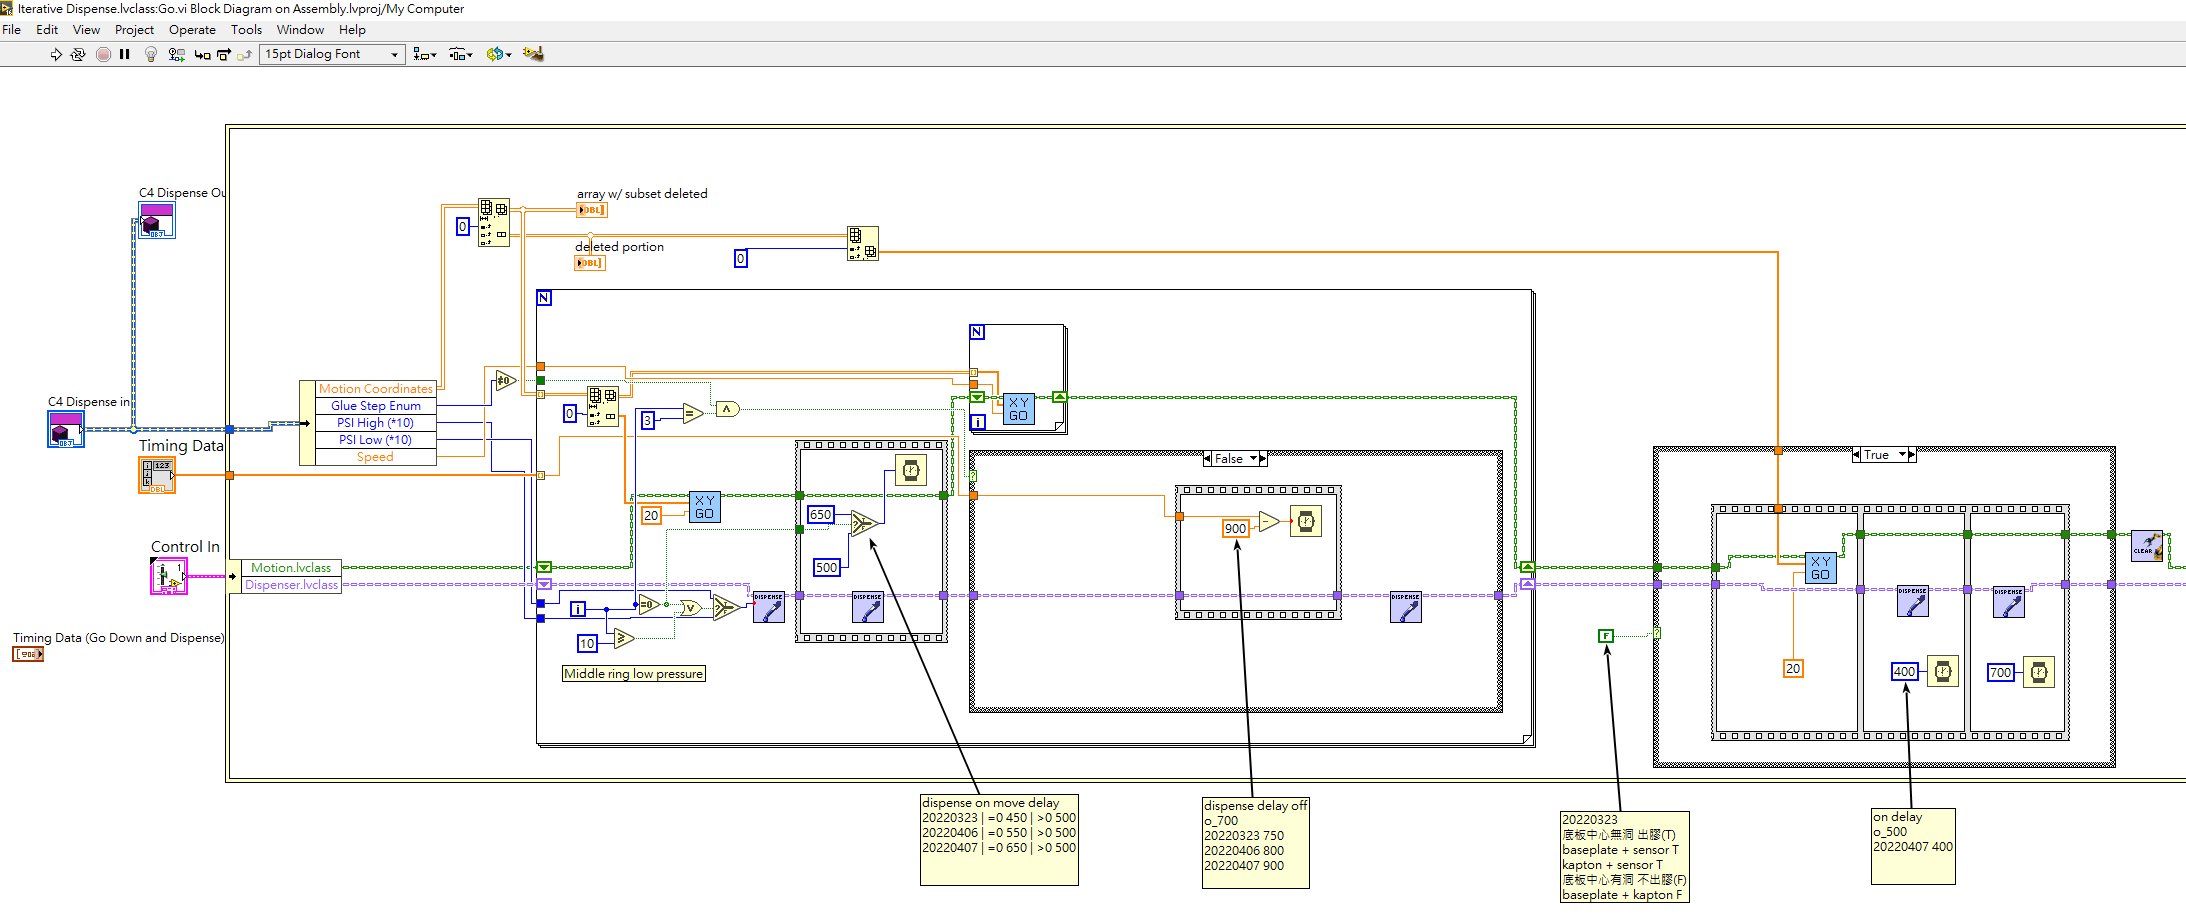 Iterative Dispense.lvclass:Go.vi Block Diagram on Assembly.lvproj/My Computer
File Edit View Project Operate Tools Window Help
15pt Dialog Font
C4 Dispense Ou
array w/ subset deleted
DBL]
0
deleted portion
DBL]
0
N
N
Motion Coordinates
Glue Step Enum
PSI High (*10)
PSI Low (*10)
Speed
≠0
C4 Dispense in
OBJ
Timing Data
123
DBL
0
3
=
XY GO
i
False
True
650
500
20
XY GO
900
XY GO
Control In
1
Motion.lvclass
Dispenser.lvclass
CLEAR
i
=0
V
DISPENSE
DISPENSE
DISPENSE
DISPENSE
DISPENSE
10
≥
F
Timing Data (Go Down and Dispense)
Middle ring low pressure
20
400
700
dispense on move delay
20220323 | =0 450 | >0 500
20220406 | =0 550 | >0 500
20220407 | =0 650 | >0 500
dispense delay off
o_700
20220323 750
20220406 800
20220407 900
20220323
底板中心無洞 出膠(T)
baseplate + sensor T
kapton + sensor T
底板中心有洞 不出膠(F)
baseplate + kapton F
on delay
o_500
20220407 400